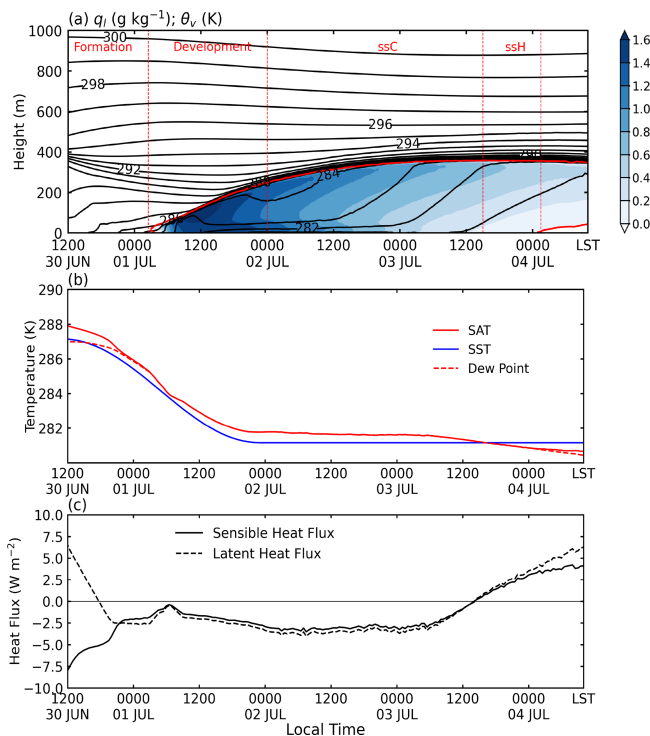 (a) q_l (g kg⁻¹); θ_v (K)
1000
800
600
400
200
0
Height (m)
Formation
Development
ssC
ssH
300
298
296
294
292
284
282
1.6
1.4
1.2
1.0
0.8
0.6
0.4
0.2
0.0
1200 0000 1200 0000 1200 0000 1200 0000 LST
30 JUN 01 JUL 02 JUL 03 JUL 04 JUL
(b)
290
288
286
284
282
Temperature (K)
SAT
SST
Dew Point
1200 0000 1200 0000 1200 0000 1200 0000 LST
30 JUN 01 JUL 02 JUL 03 JUL 04 JUL
(c)
10.0
7.5
5.0
2.5
0.0
−2.5
−5.0
−7.5
−10.0
Heat Flux (W m⁻²)
Sensible Heat Flux
Latent Heat Flux
1200 0000 1200 0000 1200 0000 1200 0000 LST
30 JUN 01 JUL 02 JUL 03 JUL 04 JUL
Local Time